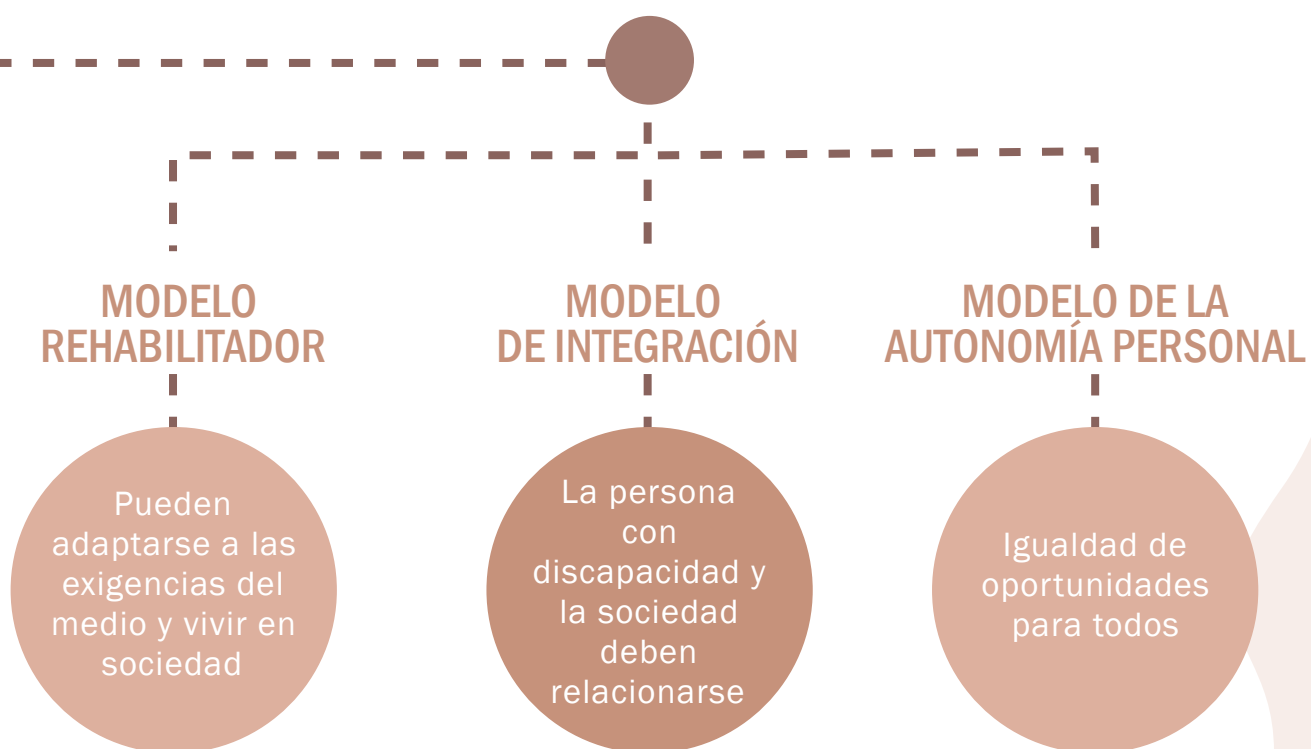 MODELO
REHABILITADOR
Pueden
adaptarse a las
exigencias del
medio y vivir en
sociedad
MODELO
DE INTEGRACIÓN
La persona
con
discapacidad y
la sociedad
deben
relacionarse
MODELO DE LA
AUTONOMÍA PERSONAL
Igualdad de
oportunidades
para todos